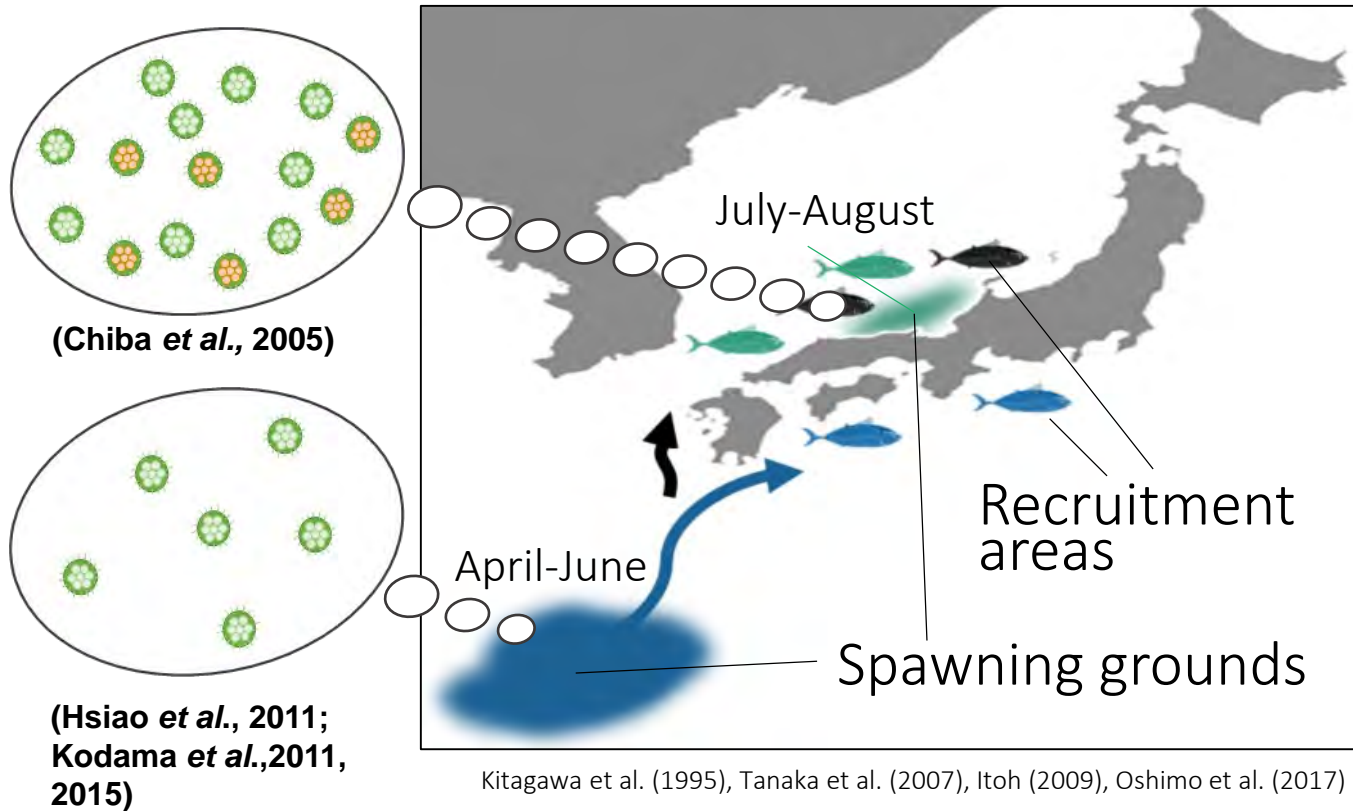 (Chiba et al., 2005)
(Hsiao et al., 2011;
Kodama et al.,2011,
2015)
July-August
April-June
Recruitment
areas
Spawning grounds
Kitagawa et al. (1995), Tanaka et al. (2007), Itoh (2009), Oshimo et al. (2017)